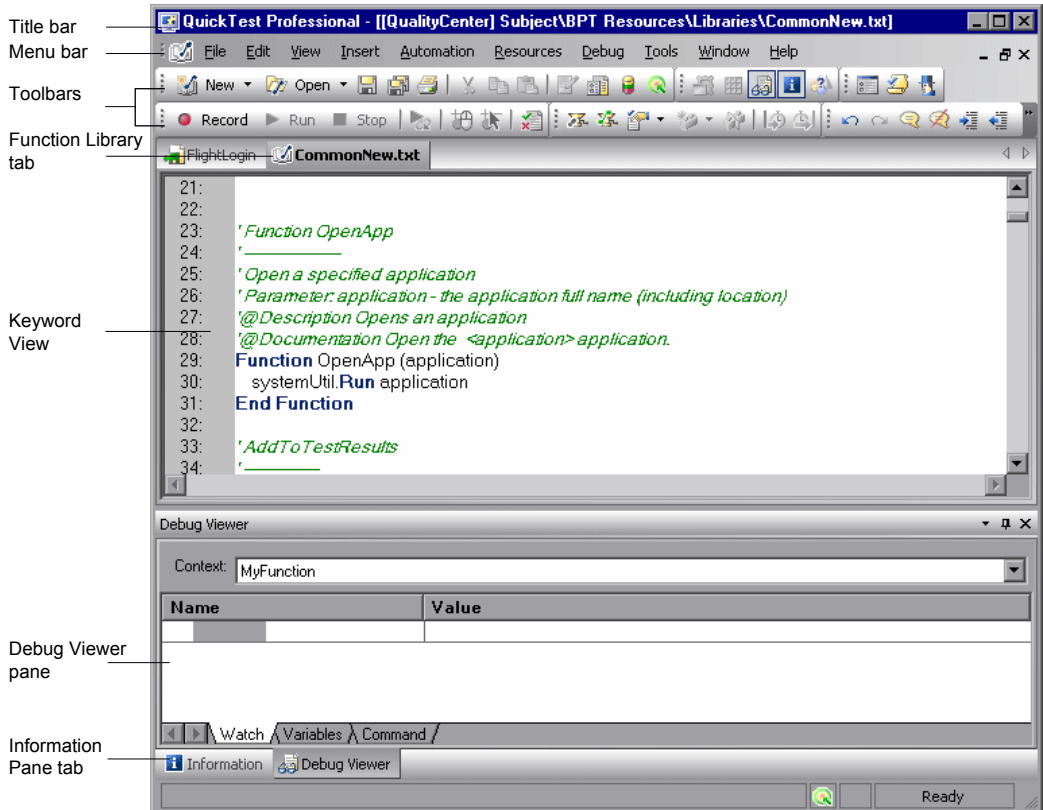 Title bar
QuickTest Professional - [[QualityCenter] Subject\BPT Resources\Libraries\CommonNew.txt]
Menu bar
File Edit View Insert Automation Resources Debug Tools Window Help
Toolbars
New Open
Record Run Stop
Function Library tab
FlightLogin CommonNew.txt
21:
22:
23: 'Function OpenApp
24: '——————
25: 'Open a specified application
26: 'Parameter: application - the application full name (including location)
27: '@Description Opens an application
28: '@Documentation Open the <application> application.
29: Function OpenApp (application)
30: systemUtil.Run application
31: End Function
32:
33: 'AddToTestResults
34: '——————
Keyword View
Debug Viewer
Context: MyFunction
Name Value
Debug Viewer pane
Watch Variables Command
Information Pane tab
Information Debug Viewer
Ready